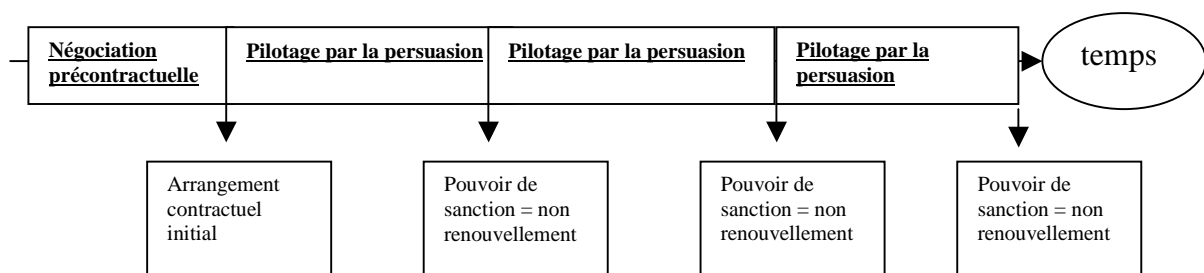 Négociation
précontractuelle
Pilotage par la persuasion
Pilotage par la persuasion
Pilotage par la
persuasion
temps
Arrangement
contractuel
initial
Pouvoir de
sanction = non
renouvellement
Pouvoir de
sanction = non
renouvellement
Pouvoir de
sanction = non
renouvellement